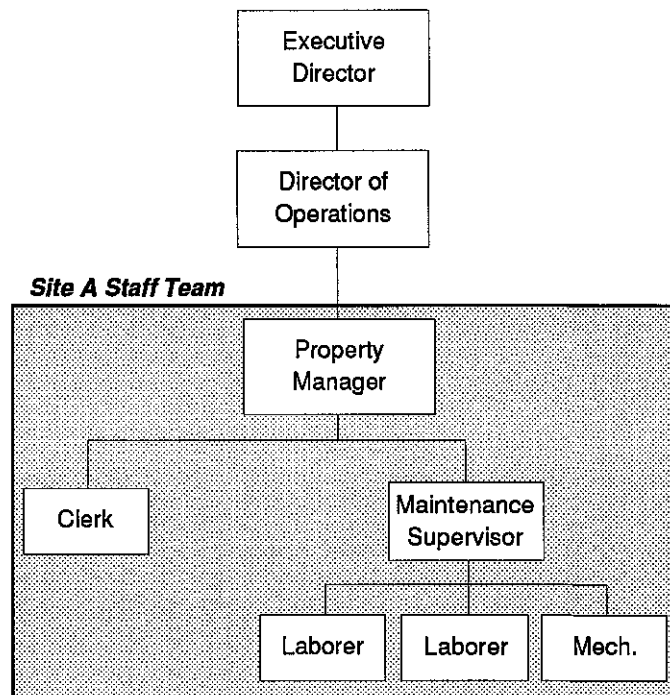 Executive
Director
Director of
Operations
Site A Staff Team
Property
Manager
Clerk
Maintenance
Supervisor
Laborer
Laborer
Mech.